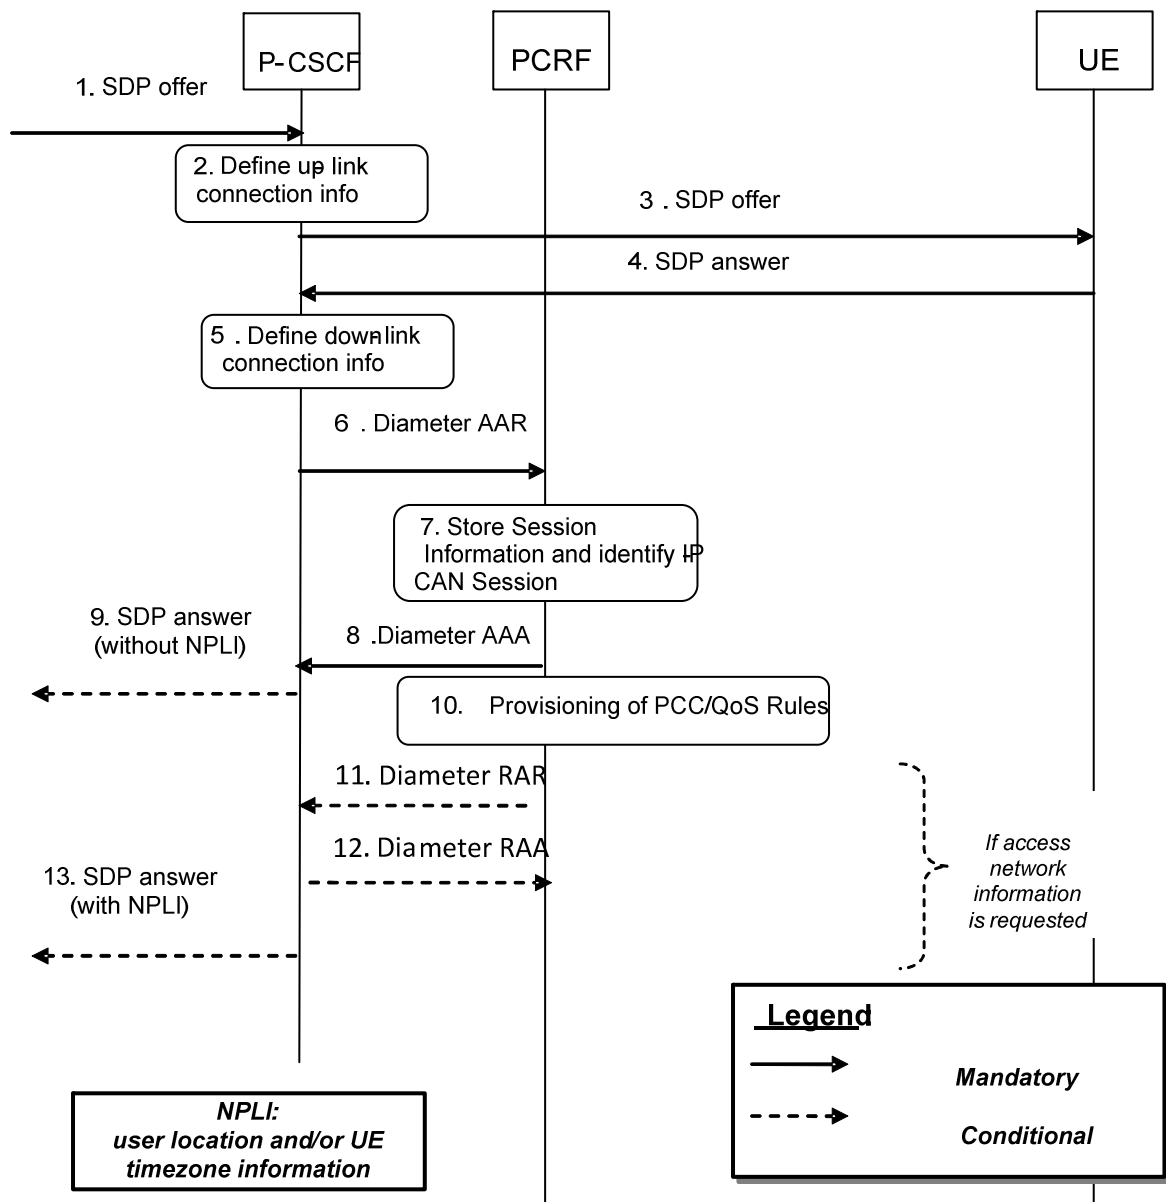 P-CSCF
PCRF
UE
1. SDP offer
2. Define up-link
connection info
3. SDP offer
4. SDP answer
5. Define down-link
connection info
6. Diameter AAR
7. Store Session
Information and identify IP-
CAN Session
8.Diameter AAA
9. SDP answer
(without NPLI)
10. Provisioning of PCC/QoS Rules
11. Diameter RAR
12. Diameter RAA
13. SDP answer
(with NPLI)
If access
network
information
is requested
Legend:
Mandatory
Conditional
NPLI:
user location and/or UE
timezone information